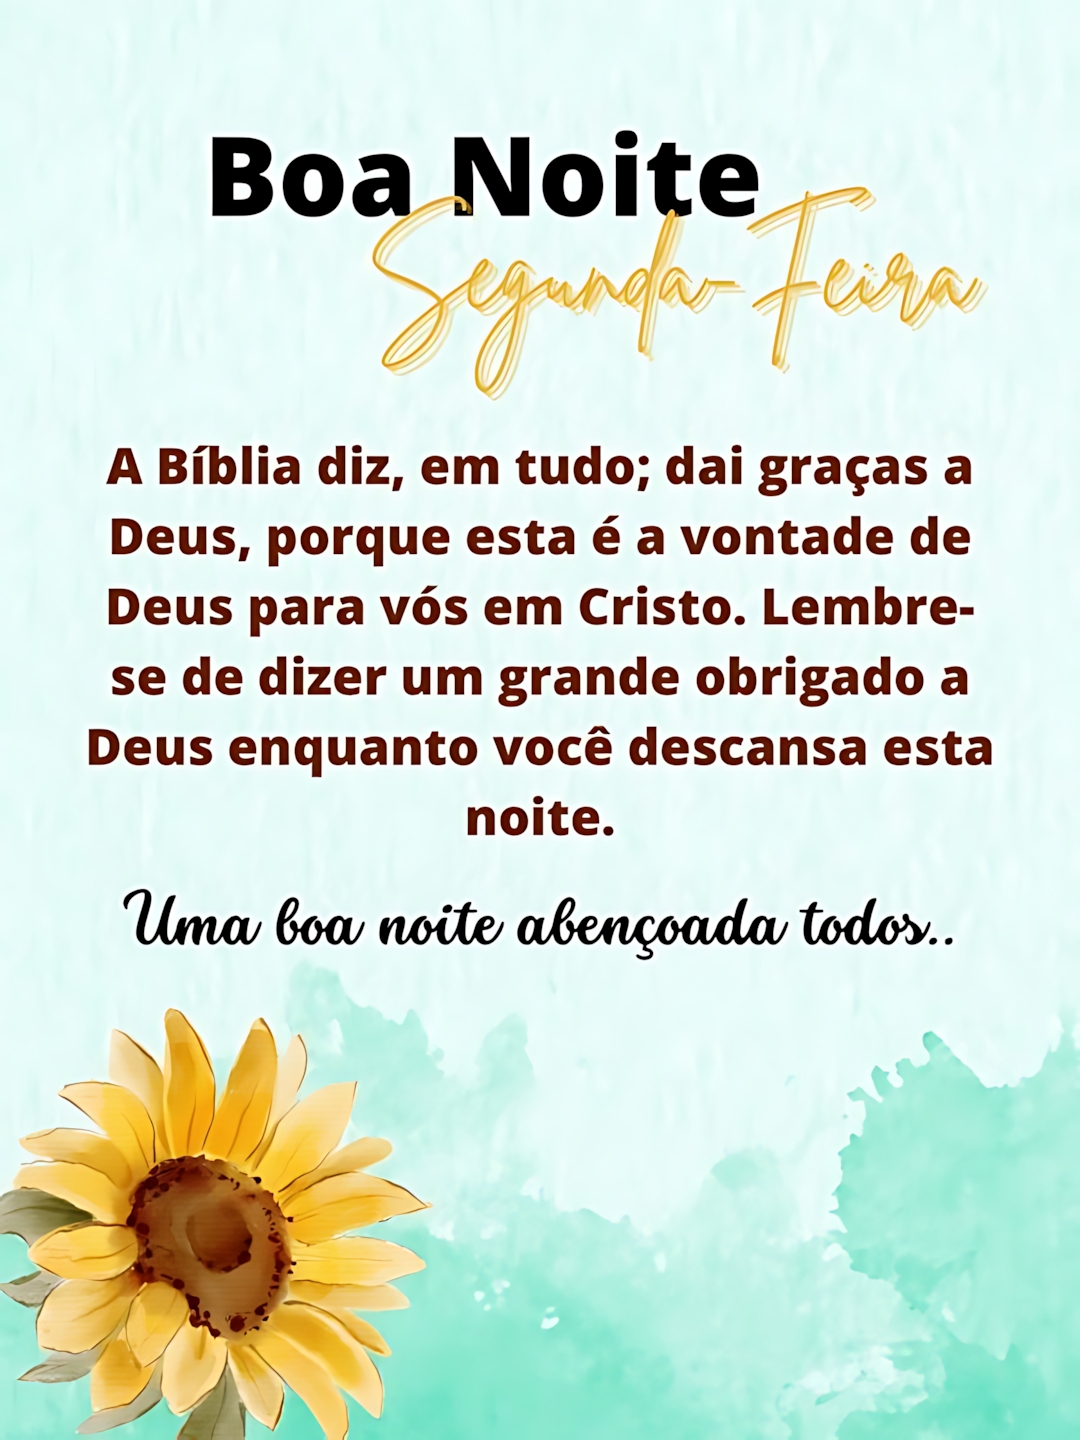 Boa Noite
Segunda-Feira
A Bíblia diz, em tudo; dai graças a
Deus, porque esta é a vontade de
Deus para vós em Cristo. Lembre-
se de dizer um grande obrigado a
Deus enquanto você descansa esta
noite.
Uma boa noite abençoada todos..